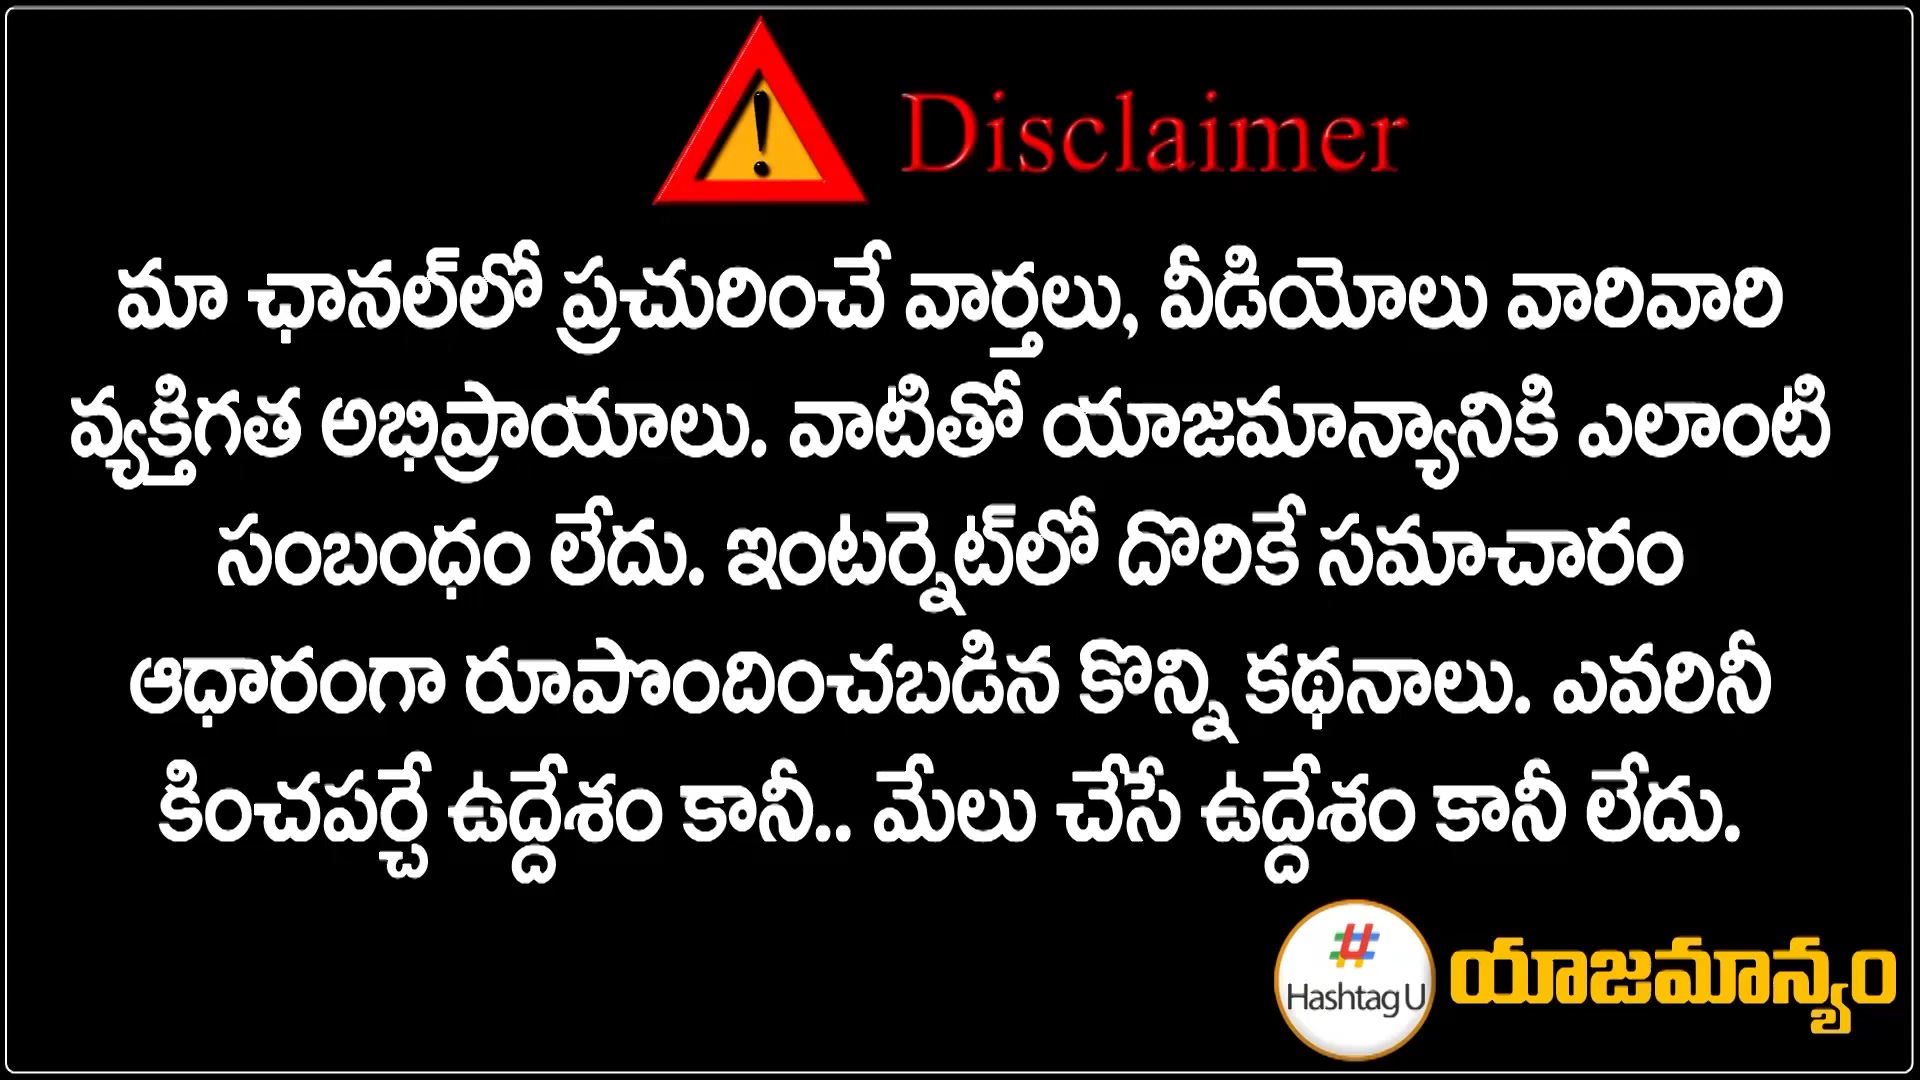 Disclaimer
మా ఛానల్‌లో ప్రచురించే వార్తలు, వీడియోలు వారివారి
వ్యక్తిగత అభిప్రాయాలు. వాటితో యాజమాన్యానికి ఎలాంటి
సంబంధం లేదు. ఇంటర్నెట్‌లో దొరికే సమాచారం
ఆధారంగా రూపొందించబడిన కొన్ని కథనాలు. ఎవరినీ
కించపర్చే ఉద్దేశం కానీ.. మేలు చేసే ఉద్దేశం కానీ లేదు.
#
Hashtag U
యాజమాన్యం